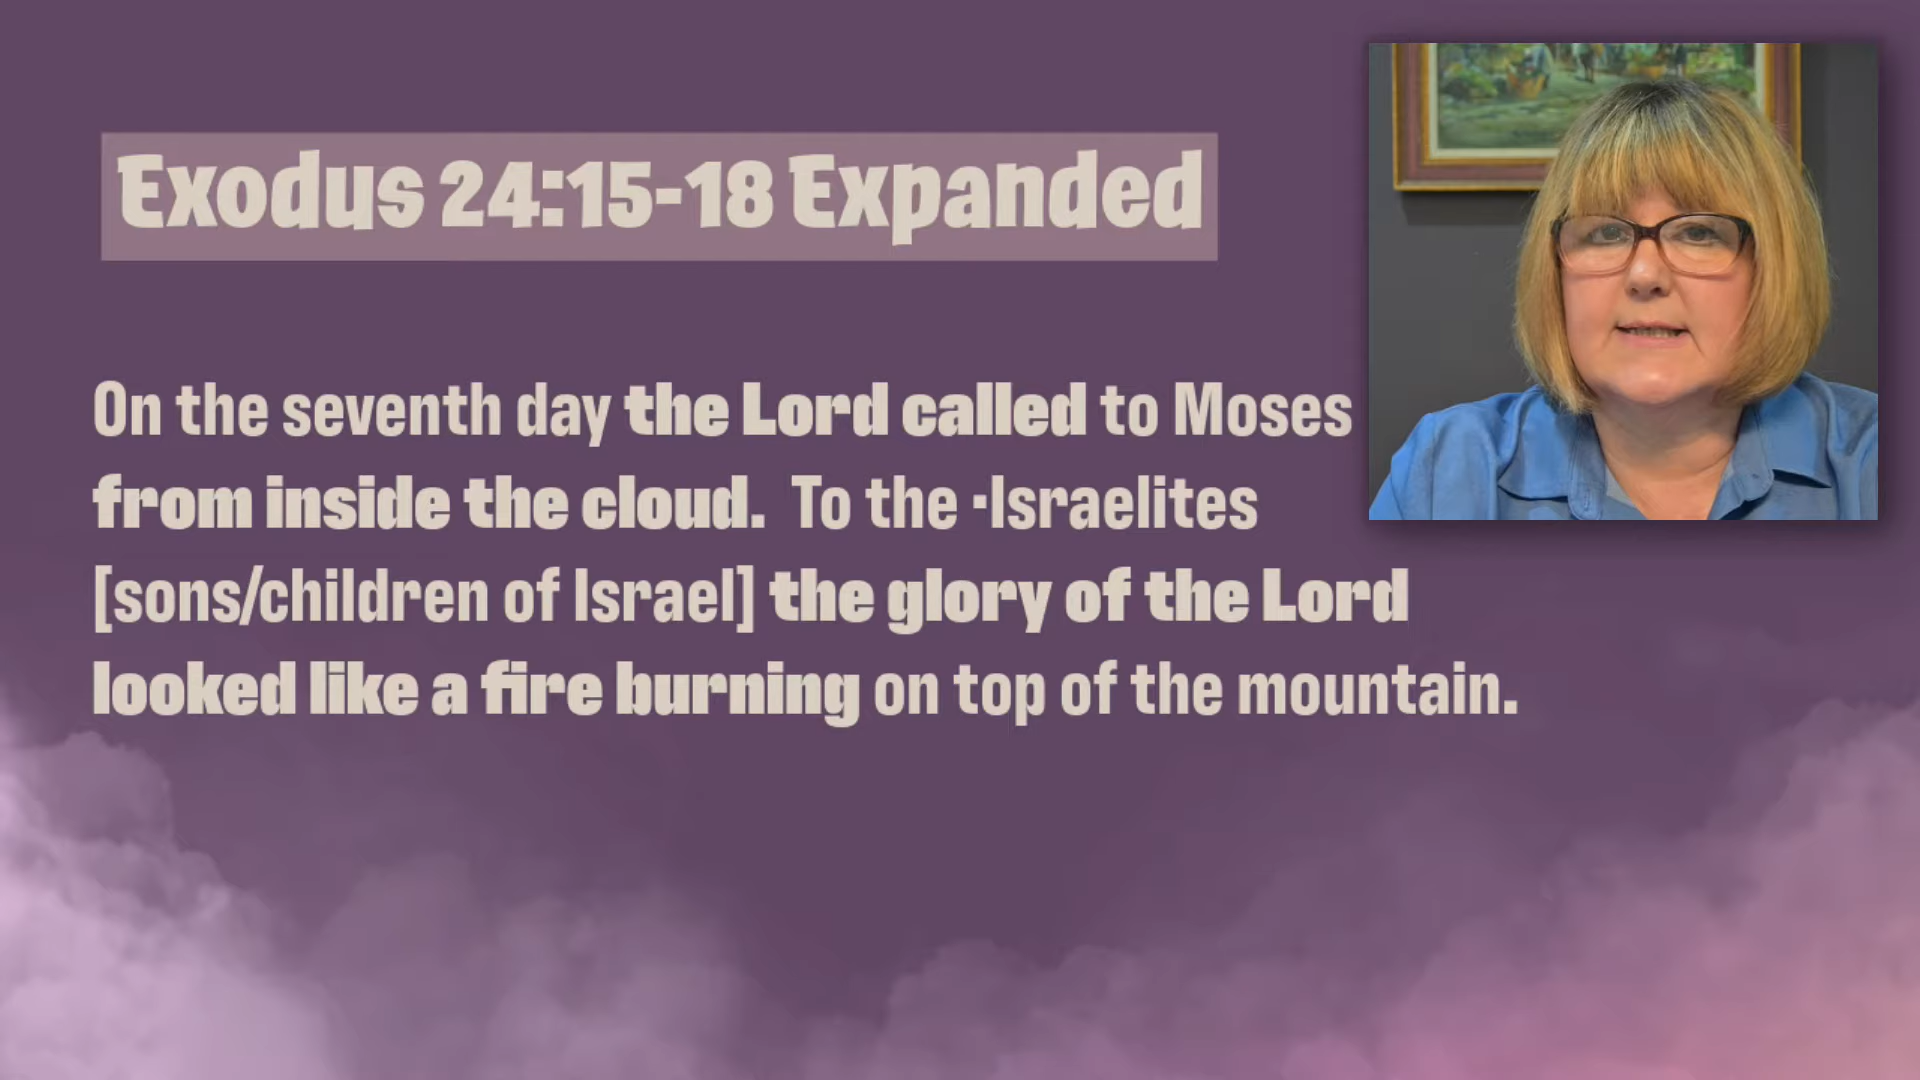 Exodus 24:15-18 Expanded
On the seventh day the Lord called to Moses
from inside the cloud. To the ·Israelites
[sons/children of Israel] the glory of the Lord
looked like a fire burning on top of the mountain.